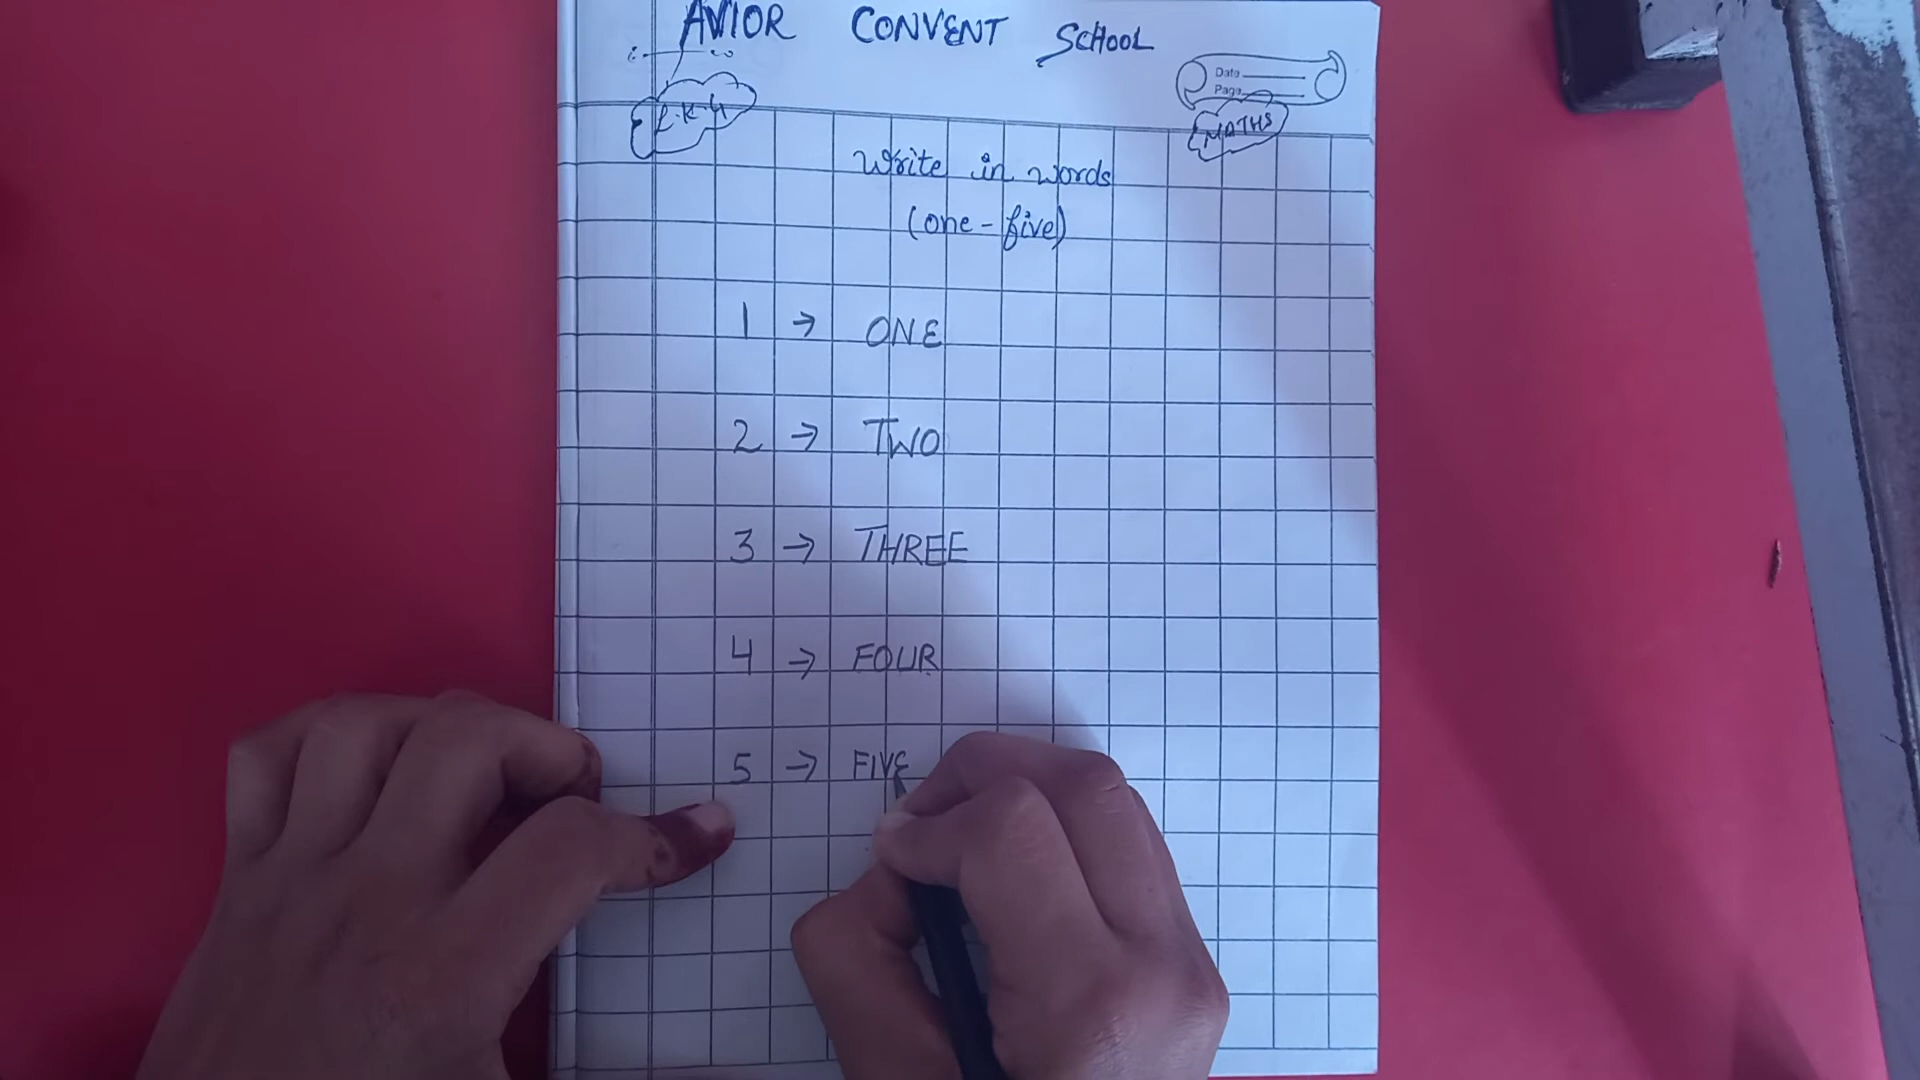 AVIOR CONVENT SCHOOL
Date
Page
L.K.G
MATHS
Write in words
(one - five)
1 → ONE
2 → TWO
3 → THREE
4 → FOUR
5 → FIVE